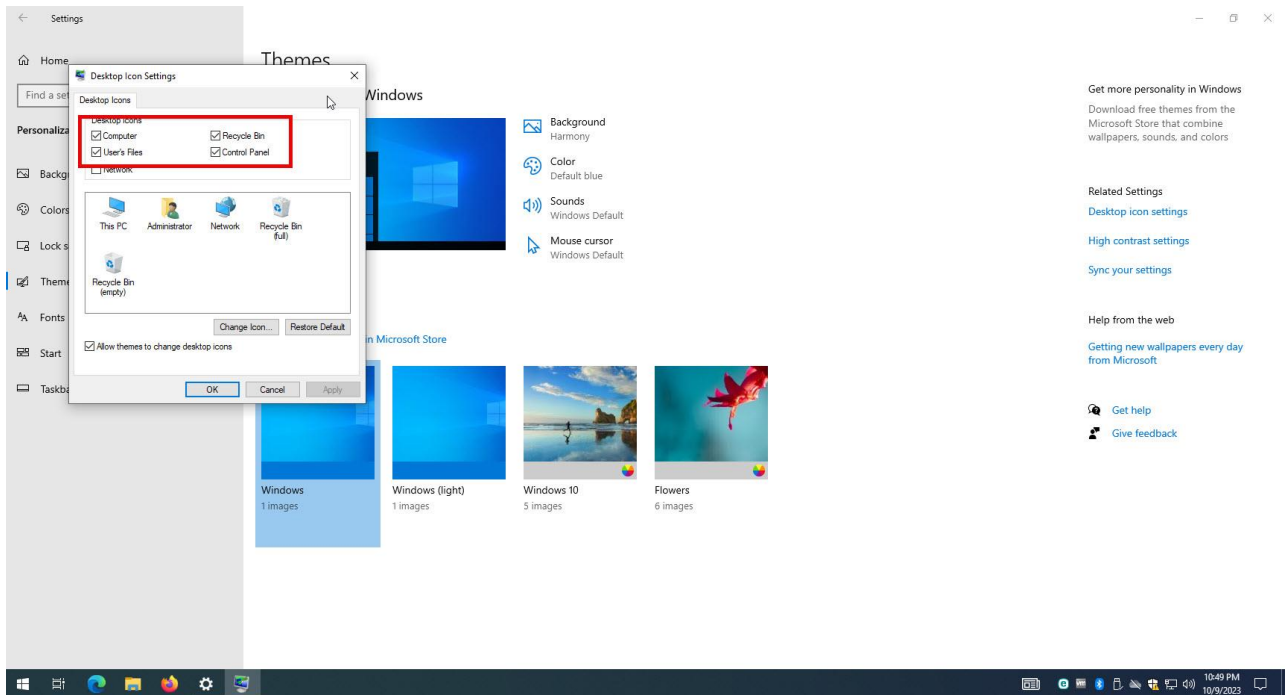 Settings
Home
Find a set
Personaliza
Backg
Colors
Lock s
Theme
Fonts
Start
Taskba
Themes
Windows
Background
Harmony
Color
Default blue
Sounds
Windows Default
Mouse cursor
Windows Default
in Microsoft Store
Windows
1 images
Windows (light)
1 images
Windows 10
5 images
Flowers
6 images
Desktop Icon Settings
Desktop Icons
Desktop icons
Computer
Recycle Bin
User's Files
Control Panel
Network
This PC
Administrator
Network
Recycle Bin
(full)
Recycle Bin
(empty)
Change Icon...
Restore Default
Allow themes to change desktop icons
OK
Cancel
Apply
Get more personality in Windows
Download free themes from the
Microsoft Store that combine
wallpapers, sounds, and colors
Related Settings
Desktop icon settings
High contrast settings
Sync your settings
Help from the web
Getting new wallpapers every day
from Microsoft
Get help
Give feedback
10:49 PM
10/9/2023